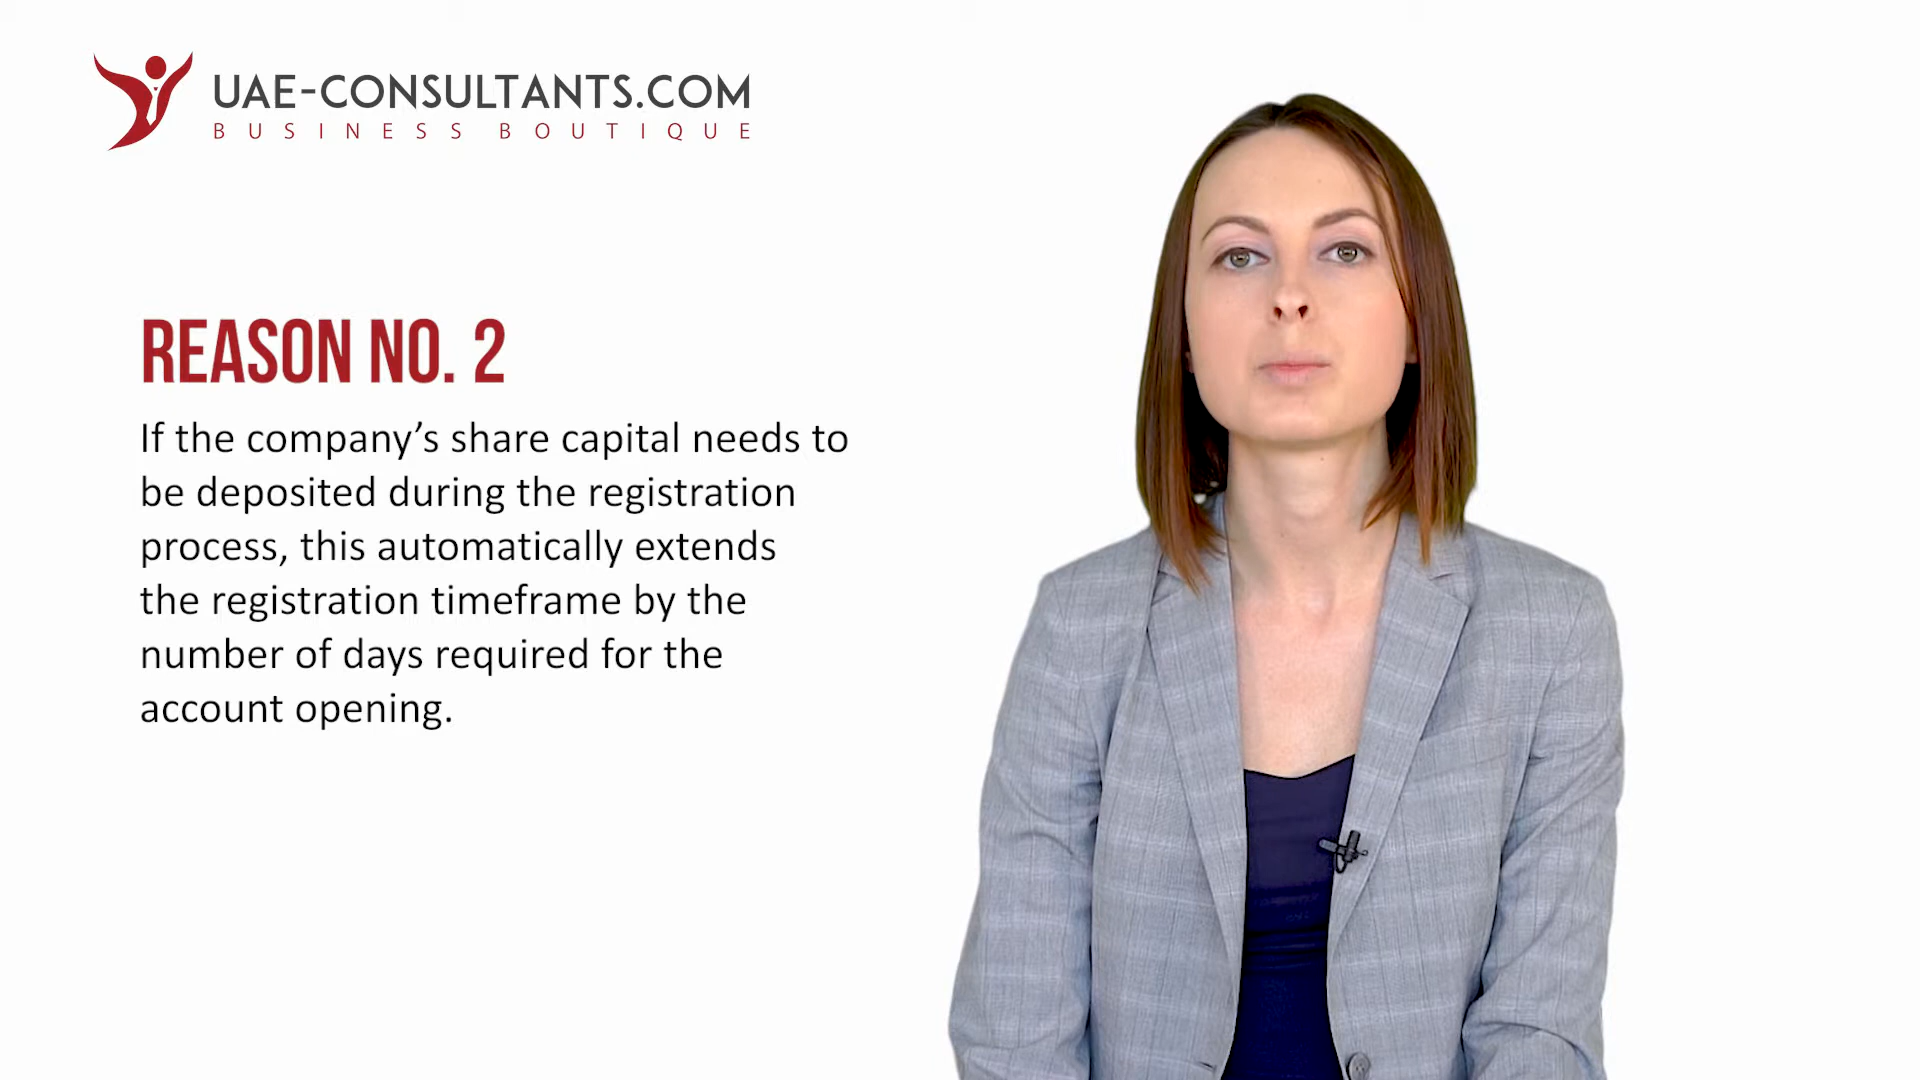 UAE-CONSULTANTS.COM
BUSINESS BOUTIQUE
REASON NO. 2
If the company’s share capital needs to
be deposited during the registration
process, this automatically extends
the registration timeframe by the
number of days required for the
account opening.